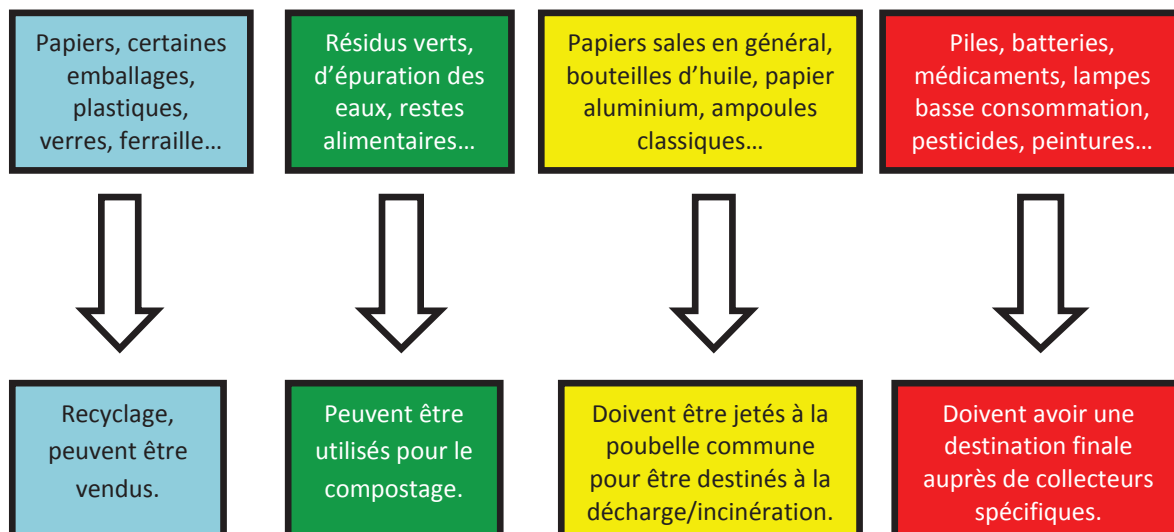 Papiers, certaines
emballages,
plastiques,
verres, ferraille…
Résidus verts,
d’épuration des
eaux, restes
alimentaires…
Papiers sales en général,
bouteilles d’huile, papier
aluminium, ampoules
classiques…
Piles, batteries,
médicaments, lampes
basse consommation,
pesticides, peintures…
Recyclage,
peuvent être
vendus.
Peuvent être
utilisés pour le
compostage.
Doivent être jetés à la
poubelle commune
pour être destinés à la
décharge/incinération.
Doivent avoir une
destination finale
auprès de collecteurs
spécifiques.